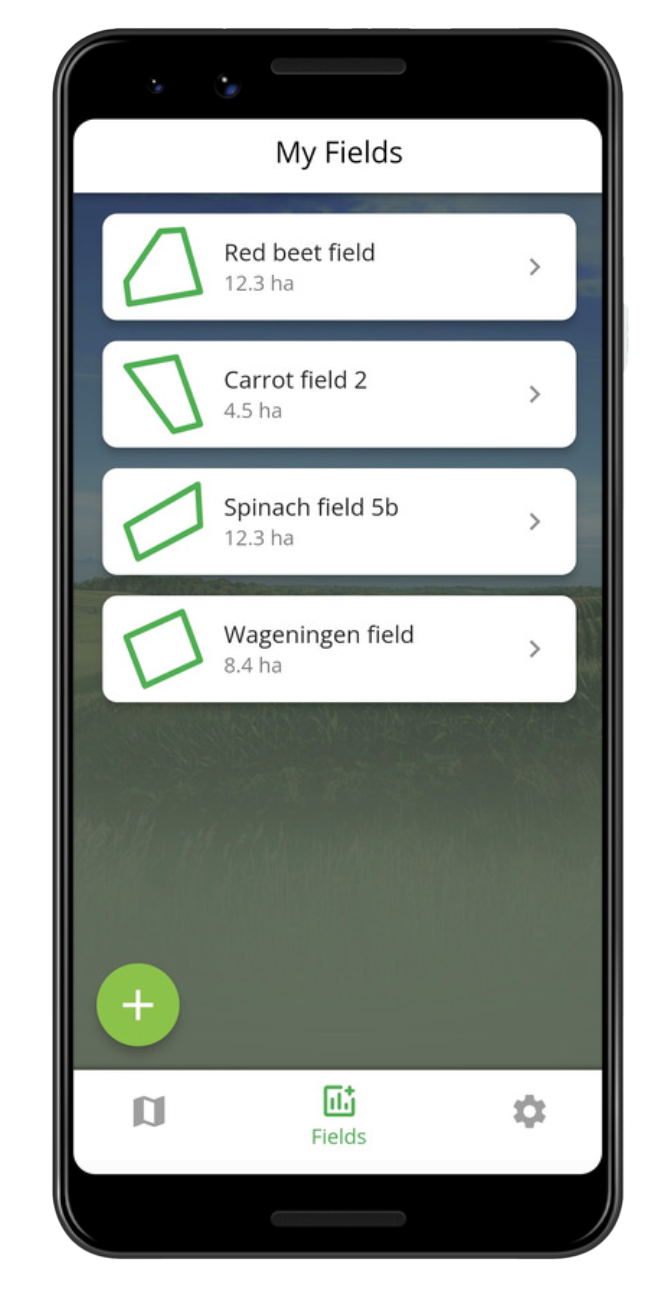 My Fields
Red beet field
12.3 ha
Carrot field 2
4.5 ha
Spinach field 5b
12.3 ha
Wageningen field
8.4 ha
Fields